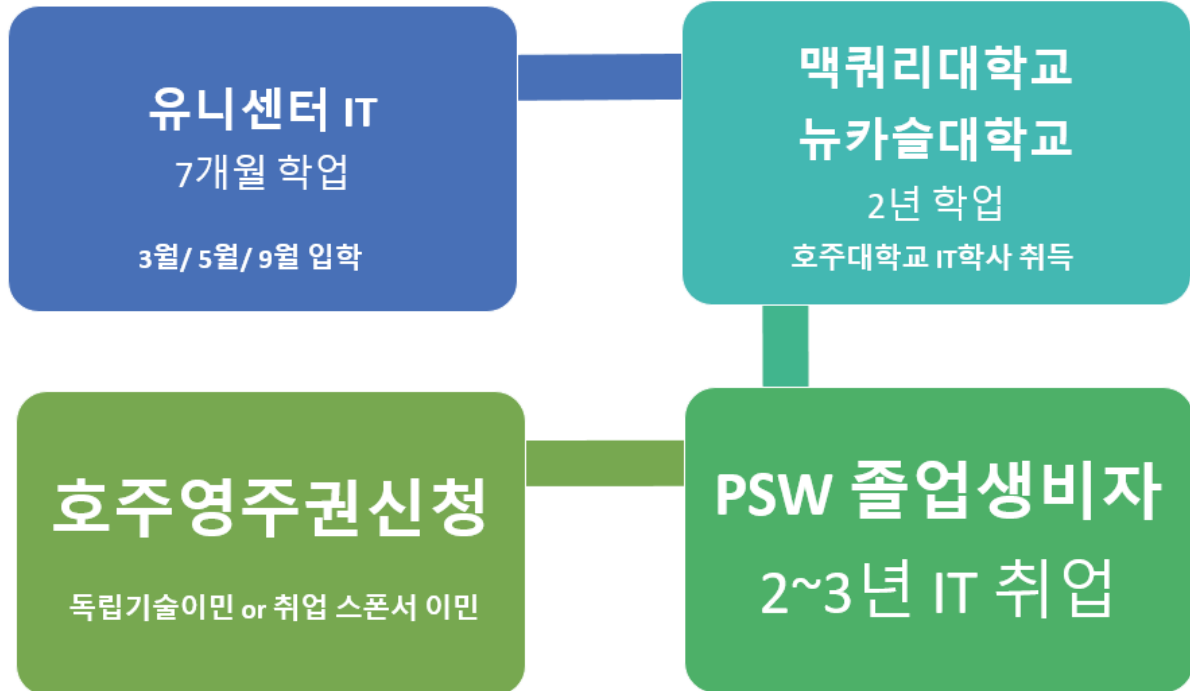 유니센터 IT
7개월 학업
3월/ 5월/ 9월 입학
맥쿼리대학교
뉴카슬대학교
2년 학업
호주대학교 IT학사 취득
PSW 졸업생비자
2~3년 IT 취업
호주영주권신청
독립기술이민 or 취업 스폰서 이민